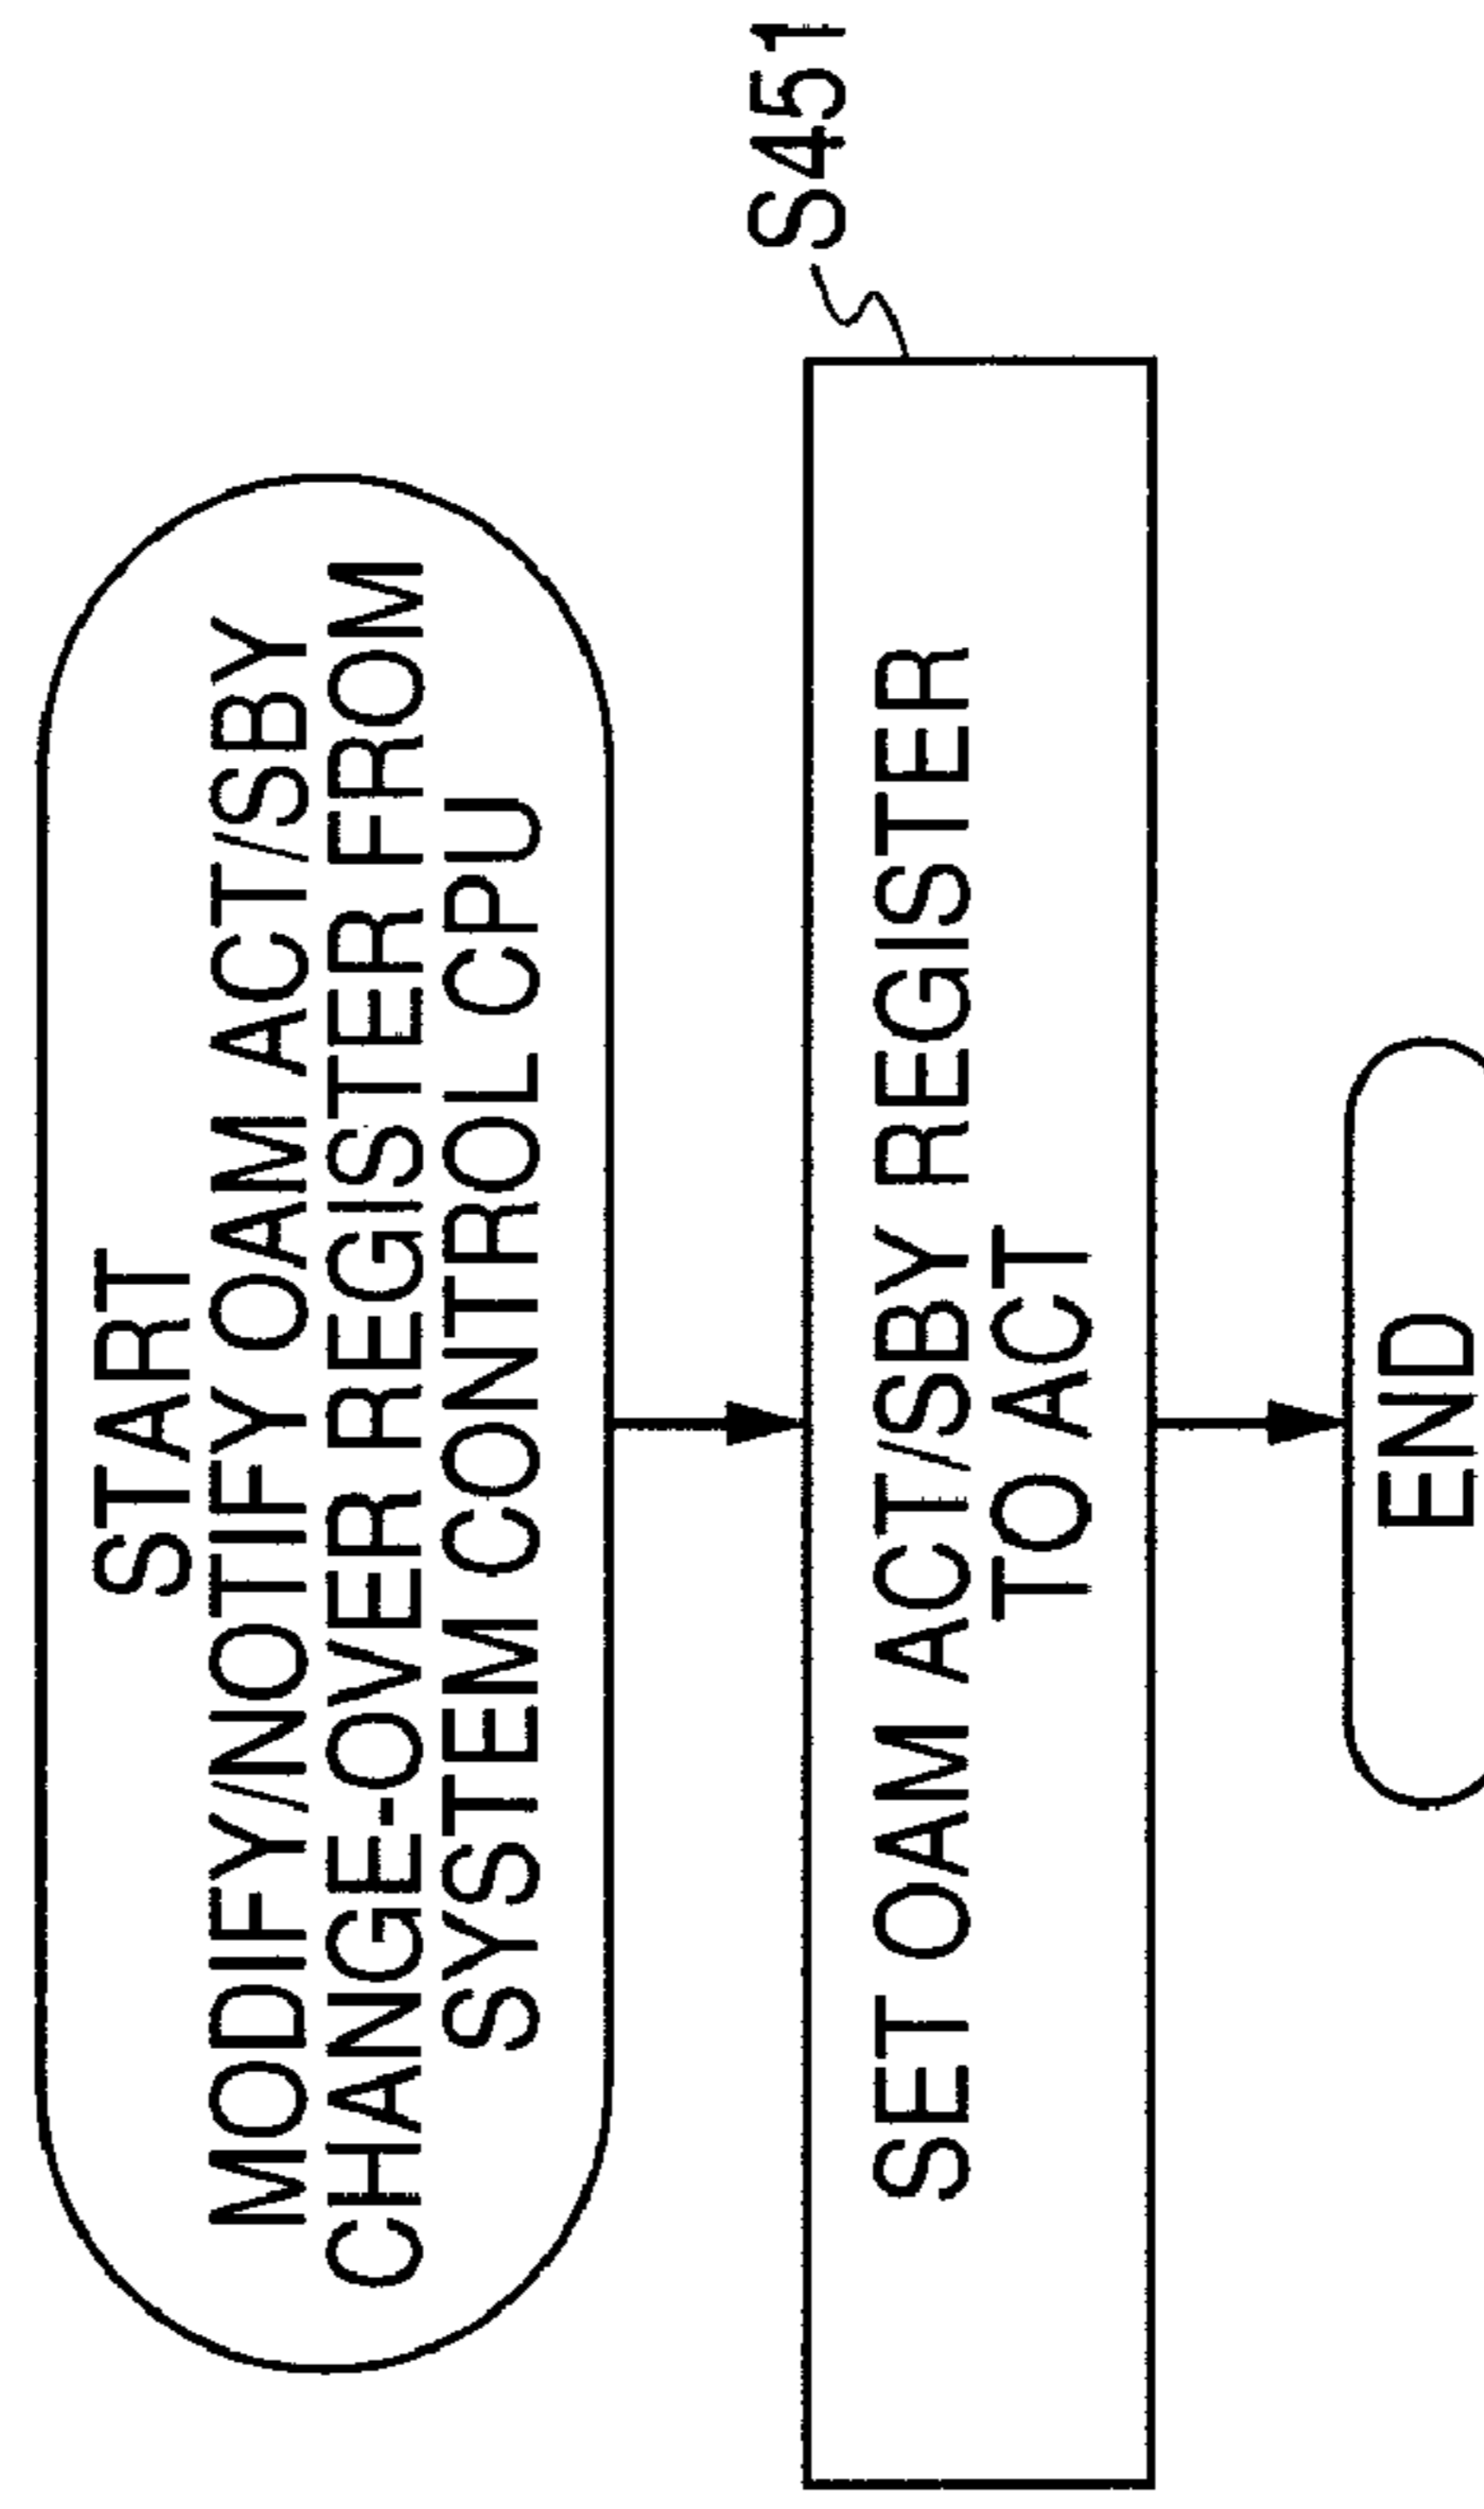 START
MODIFY/NOTIFY OAM ACT/SBY
CHANGE-OVER REGISTER FROM
SYSTEM CONTROL CPU
S451
SET OAM ACT/SBY REGISTER
TO ACT
END